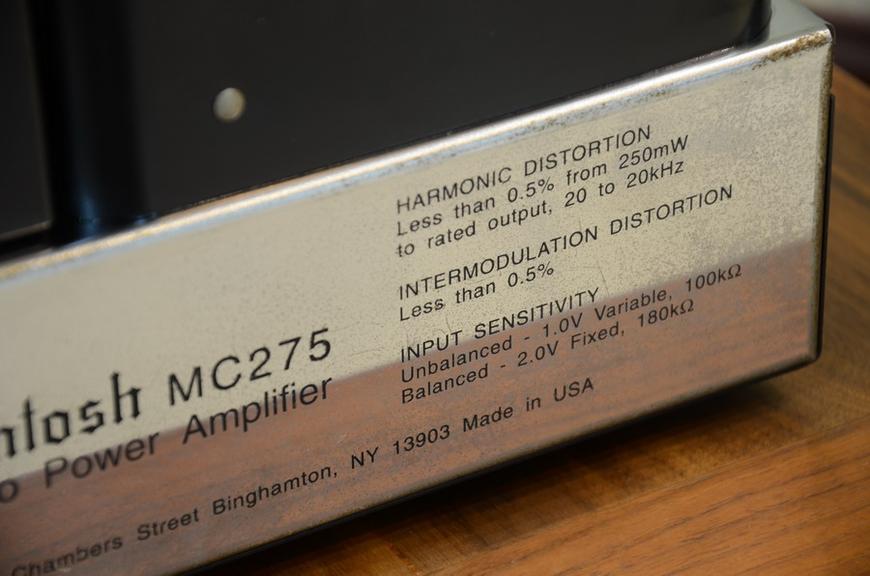 HARMONIC DISTORTION
Less than 0.5% from 250mW
to rated output, 20 to 20kHz
INTERMODULATION DISTORTION
Less than 0.5%
INPUT SENSITIVITY
Unbalanced - 1.0V Variable, 100kΩ
Balanced - 2.0V Fixed, 180kΩ
ntosh MC275
o Power Amplifier
Chambers Street Binghamton, NY 13903 Made in USA